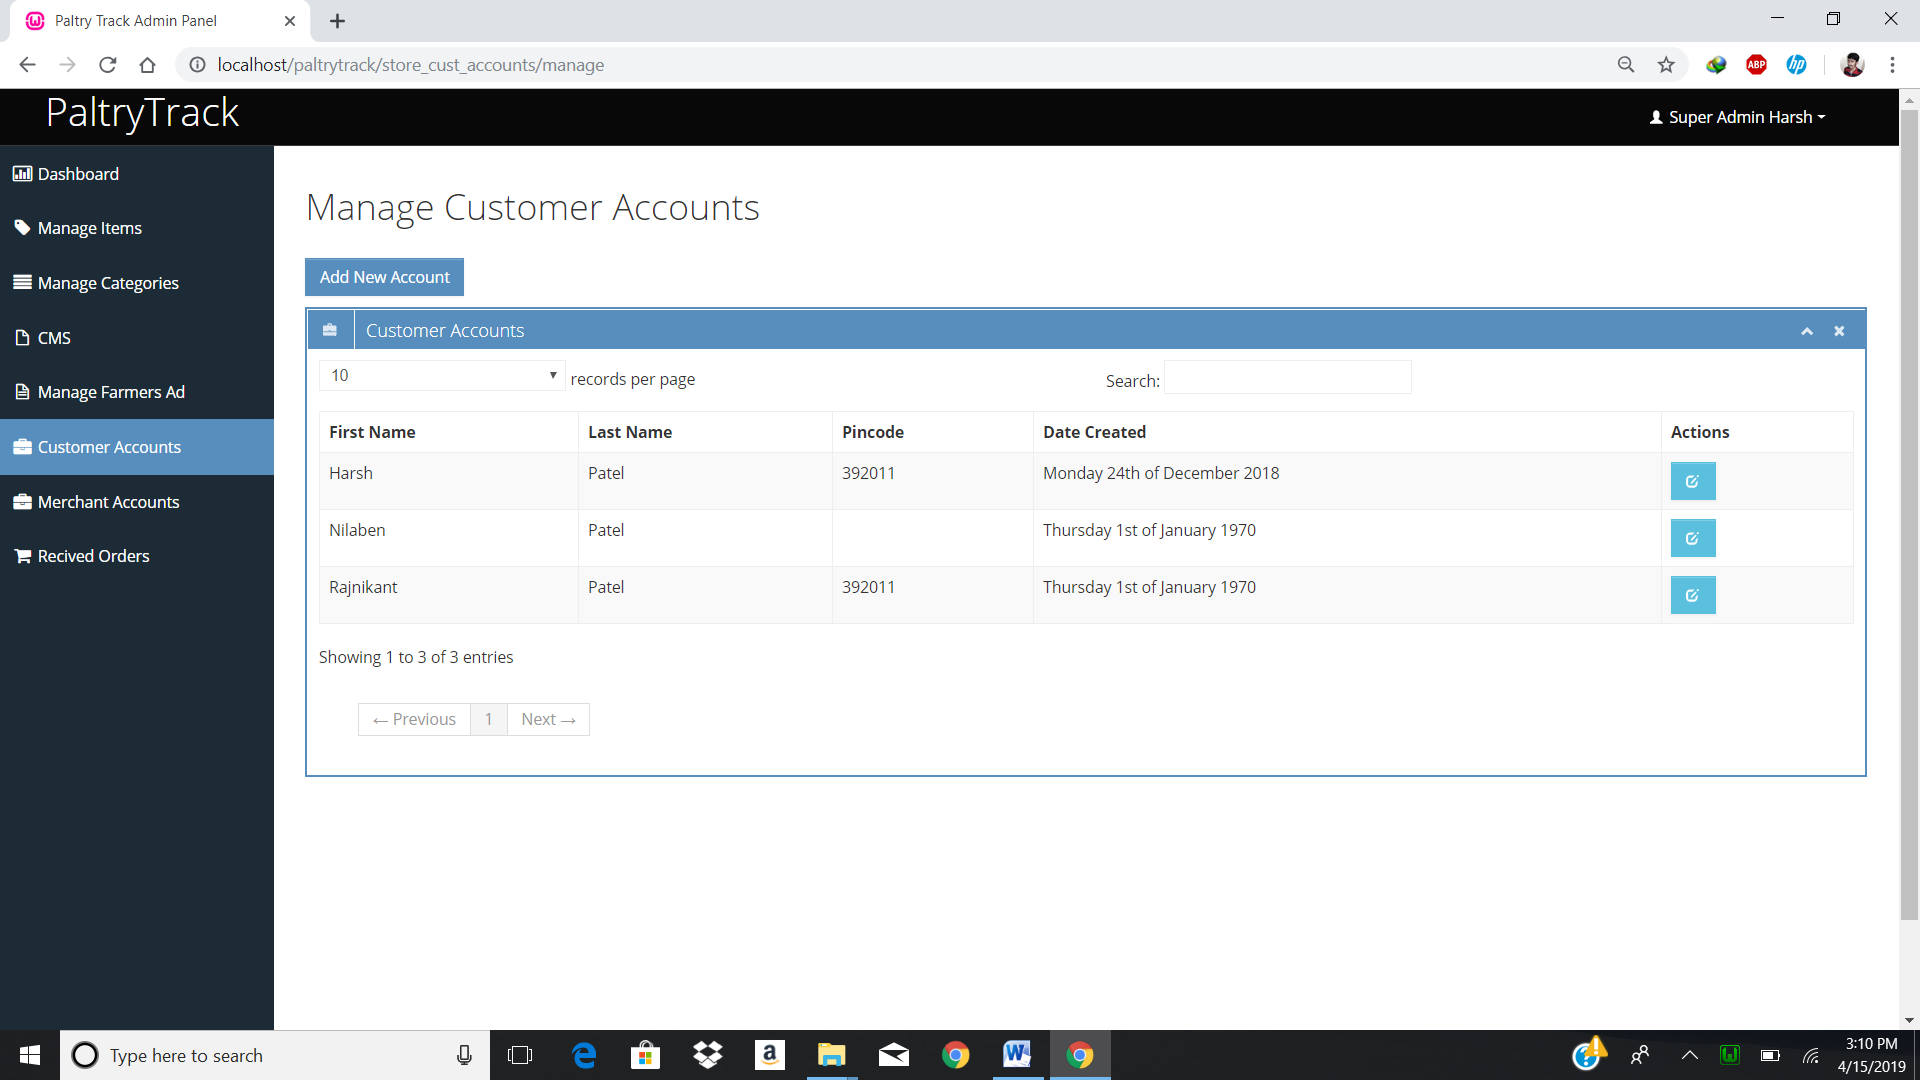 Paltry Track Admin Panel
localhost/paltrytrack/store_cust_accounts/manage
ABP
hp
PaltryTrack
Super Admin Harsh
Dashboard
Manage Items
Manage Categories
CMS
Manage Farmers Ad
Customer Accounts
Merchant Accounts
Recived Orders
Manage Customer Accounts
Add New Account
Customer Accounts
10 records per page Search:
First Name Last Name Pincode Date Created Actions
Harsh Patel 392011 Monday 24th of December 2018
Nilaben Patel Thursday 1st of January 1970
Rajnikant Patel 392011 Thursday 1st of January 1970
Showing 1 to 3 of 3 entries
← Previous 1 Next →
Type here to search
3:10 PM
4/15/2019